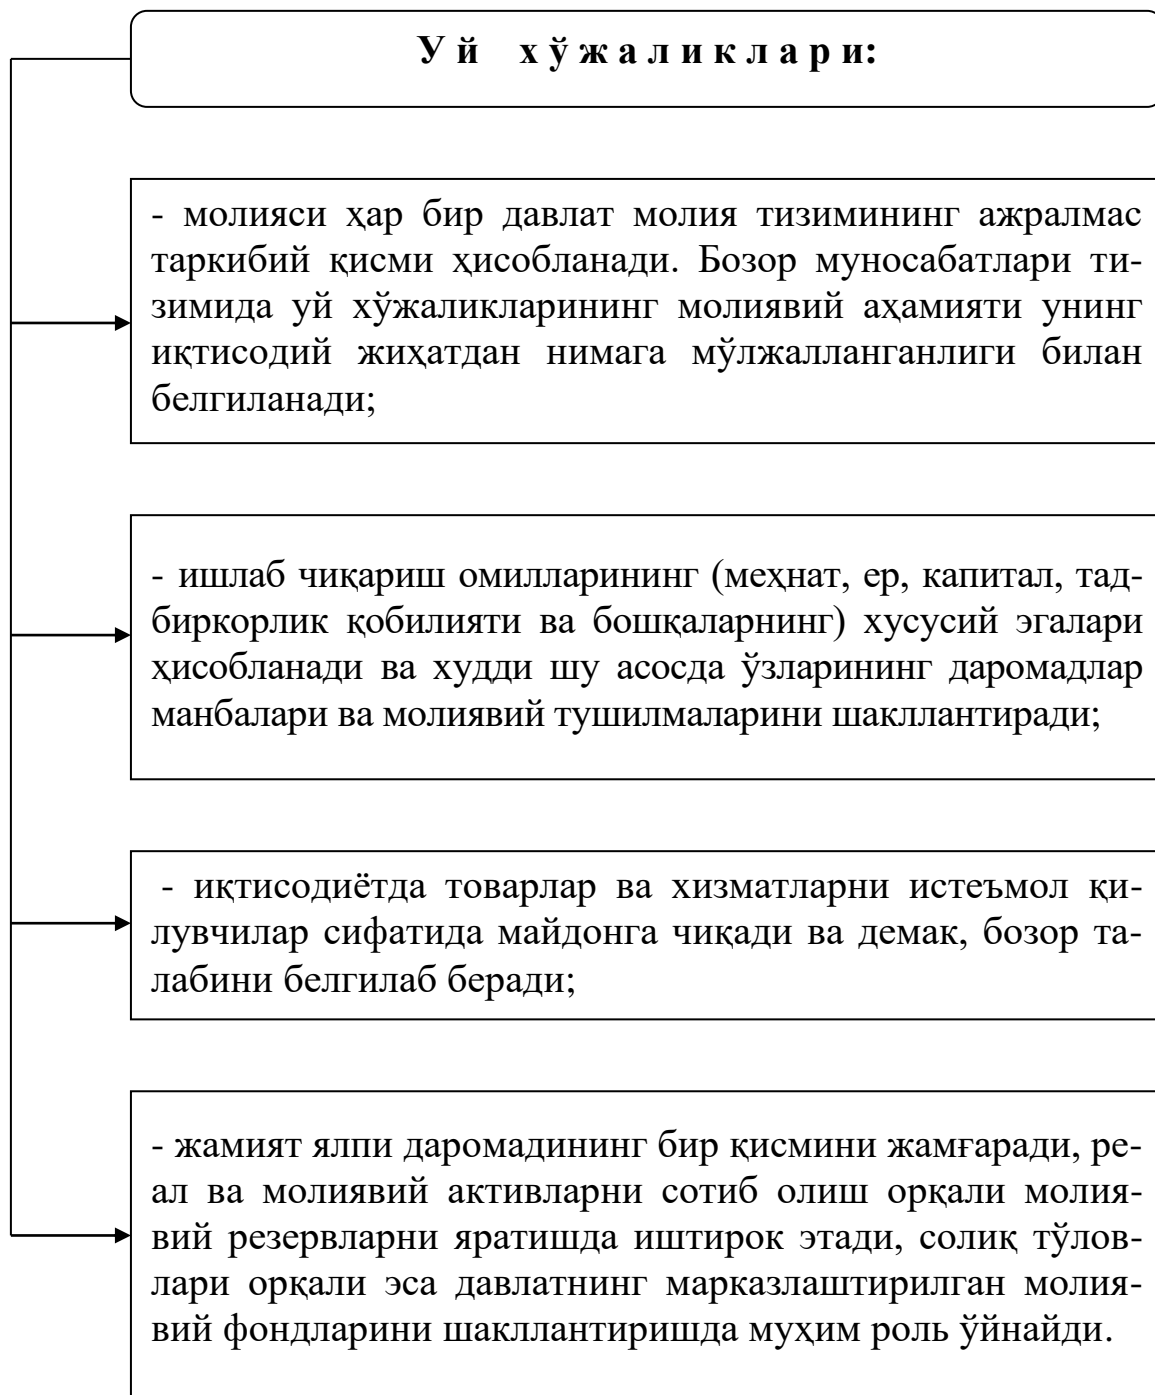 Уй хўжаликлари:
- молияси ҳар бир давлат молия тизимининг ажралмас
таркибий қисми ҳисобланади. Бозор муносабатлари ти-
зимида уй хўжаликларининг молиявий аҳамияти унинг
иқтисодий жиҳатдан нимага мўлжалланганлиги билан
белгиланади;
- ишлаб чиқариш омилларининг (меҳнат, ер, капитал, тад-
биркорлик қобилияти ва бошқаларнинг) хусусий эгалари
ҳисобланади ва худди шу асосда ўзларининг даромадлар
манбалари ва молиявий тушилмаларини шакллантиради;
- иқтисодиётда товарлар ва хизматларни истеъмол қи-
лувчилар сифатида майдонга чиқади ва демак, бозор та-
лабини белгилаб беради;
- жамият ялпи даромадининг бир қисмини жамғаради, ре-
ал ва молиявий активларни сотиб олиш орқали молия-
вий резервларни яратишда иштирок этади, солиқ тўлов-
лари орқали эса давлатнинг марказлаштирилган молия-
вий фондларини шакллантиришда муҳим роль ўйнайди.